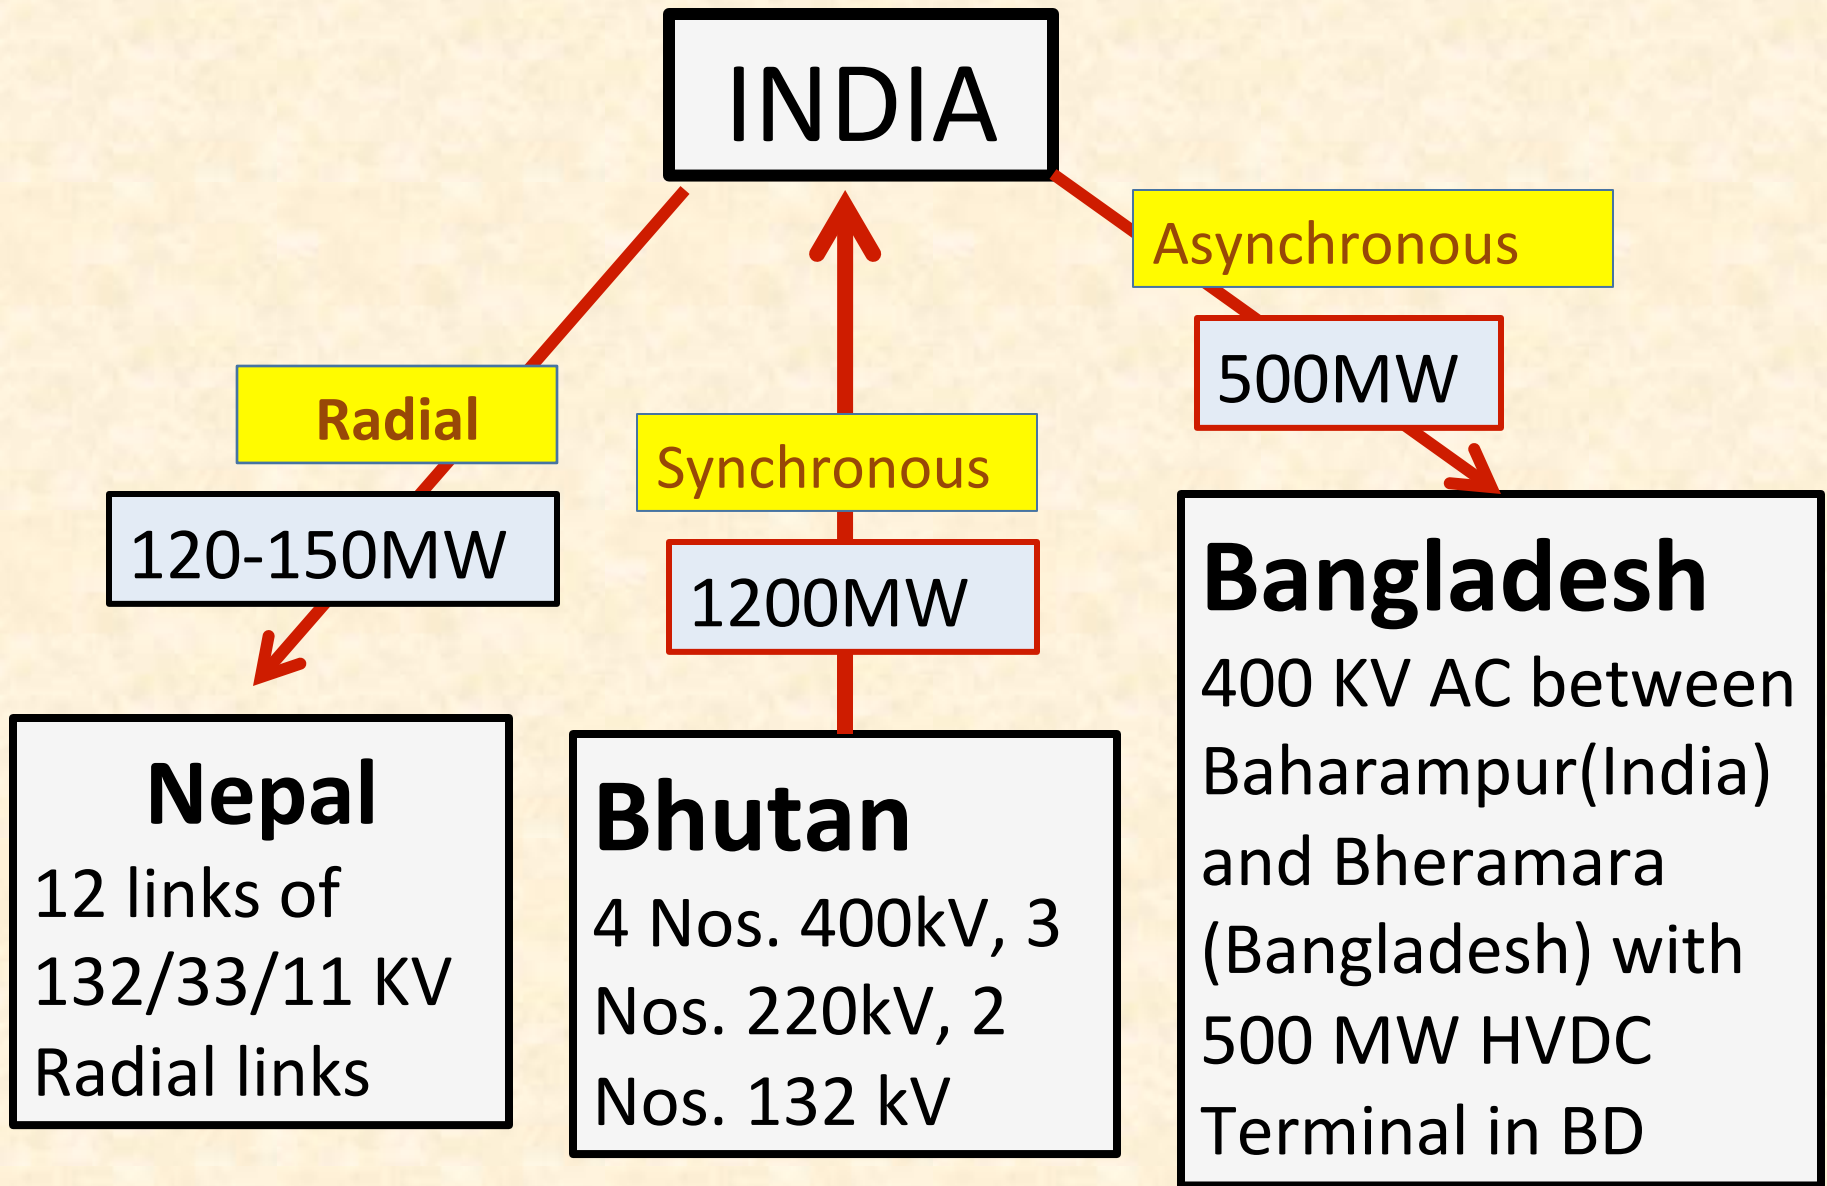 INDIA
Asynchronous
500MW
Radial
120-150MW
Synchronous
1200MW
Nepal
12 links of
132/33/11 KV
Radial links
Bhutan
4 Nos. 400kV, 3
Nos. 220kV, 2
Nos. 132 kV
Bangladesh
400 KV AC between
Baharampur(India)
and Bheramara
(Bangladesh) with
500 MW HVDC
Terminal in BD